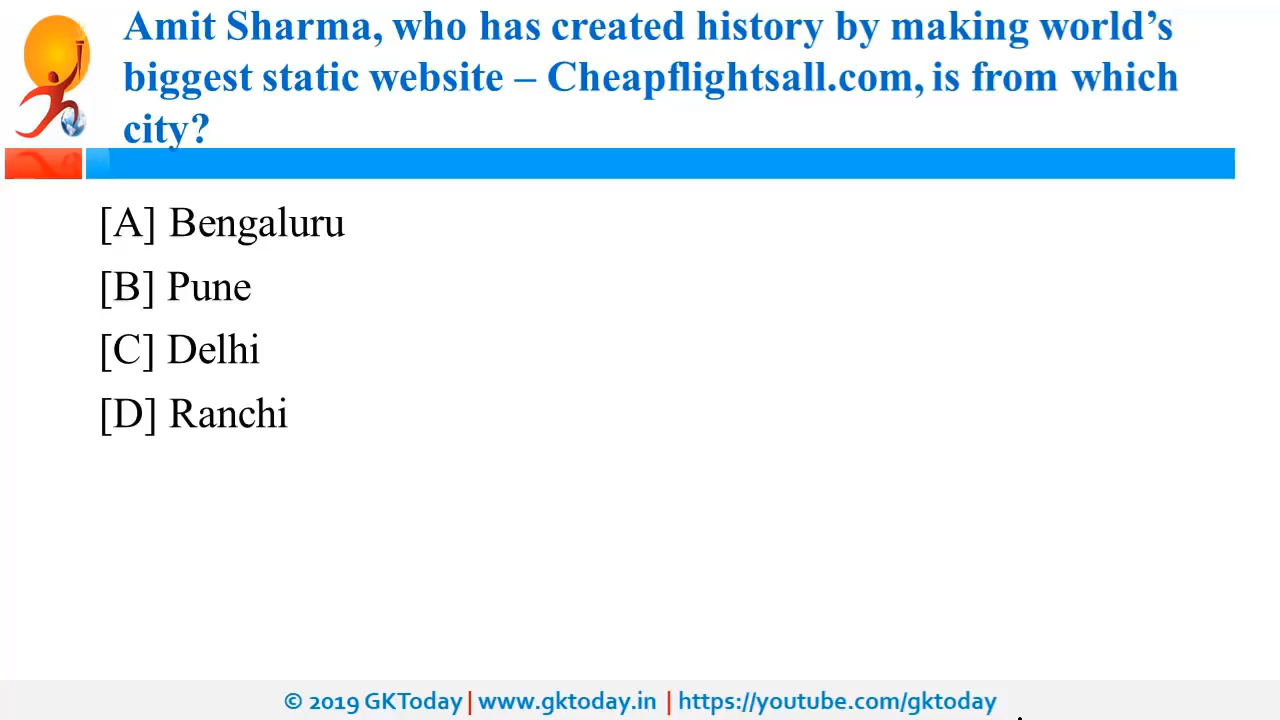 Amit Sharma, who has created history by making world’s
biggest static website – Cheapflightsall.com, is from which
city?
[A] Bengaluru
[B] Pune
[C] Delhi
[D] Ranchi
© 2019 GKToday | www.gktoday.in | https://youtube.com/gktoday